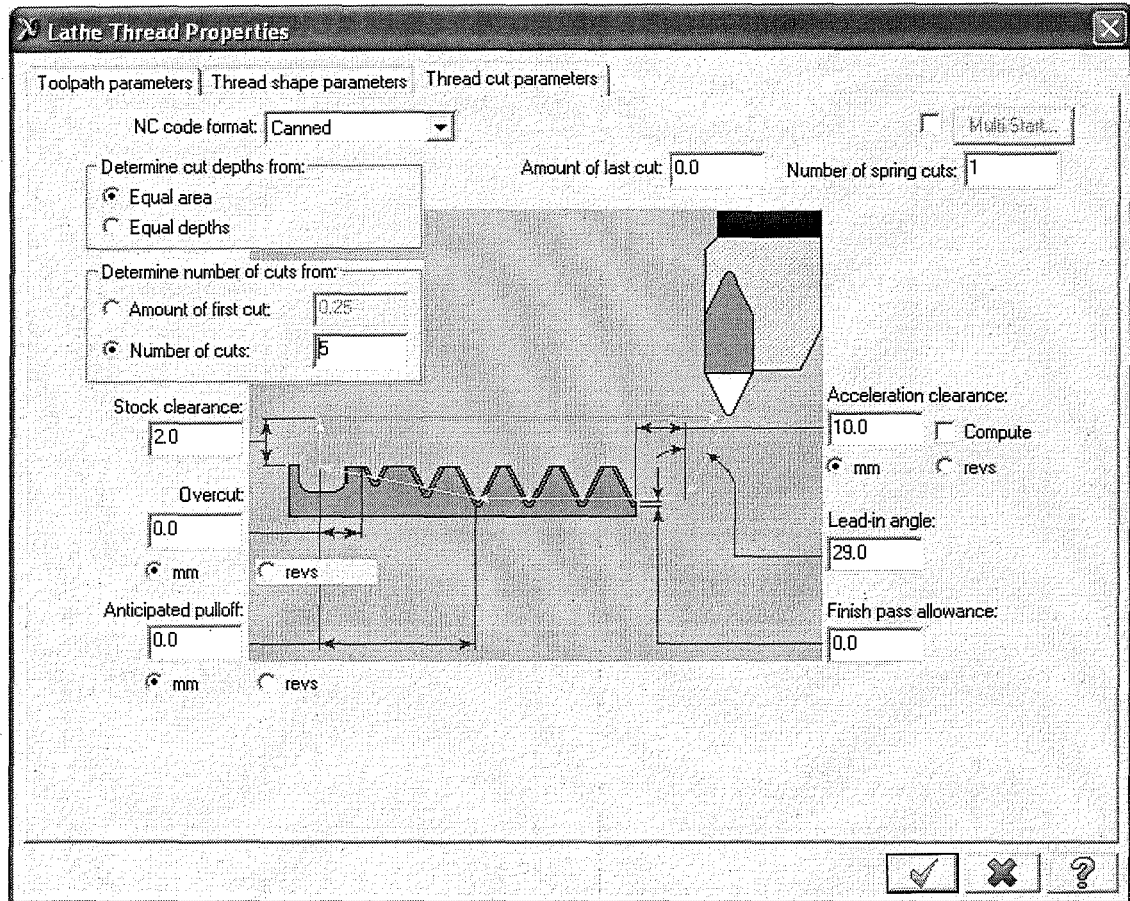 Lathe Thread Properties
Toolpath parameters
Thread shape parameters
Thread cut parameters
NC code format: Canned
Multi Start...
Determine cut depths from:
Equal area
Equal depths
Amount of last cut: 0.0
Number of spring cuts: 1
Determine number of cuts from:
Amount of first cut: 0.25
Number of cuts: 5
Stock clearance:
2.0
Overcut:
0.0
mm revs
Anticipated pulloff:
0.0
mm revs
Acceleration clearance:
10.0 Compute
mm revs
Lead-in angle:
29.0
Finish pass allowance:
0.0